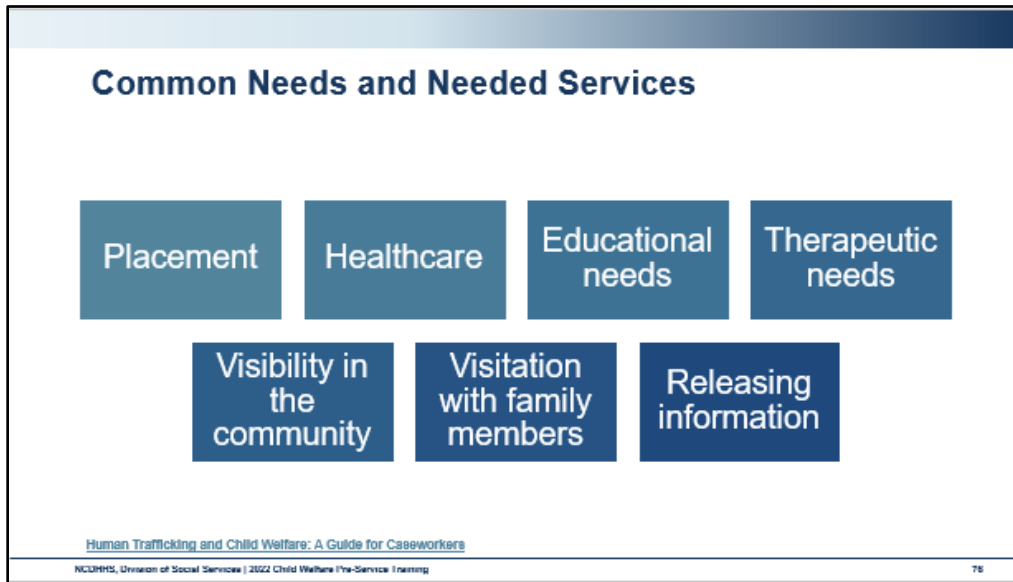 Common Needs and Needed Services
Placement
Healthcare
Educational
needs
Therapeutic
needs
Visibility in
the
community
Visitation
with family
members
Releasing
information
Human Trafficking and Child Welfare: A Guide for Caseworkers
NCDHHS, Division of Social Services | 2022 Child Welfare Pre-Service Training
76